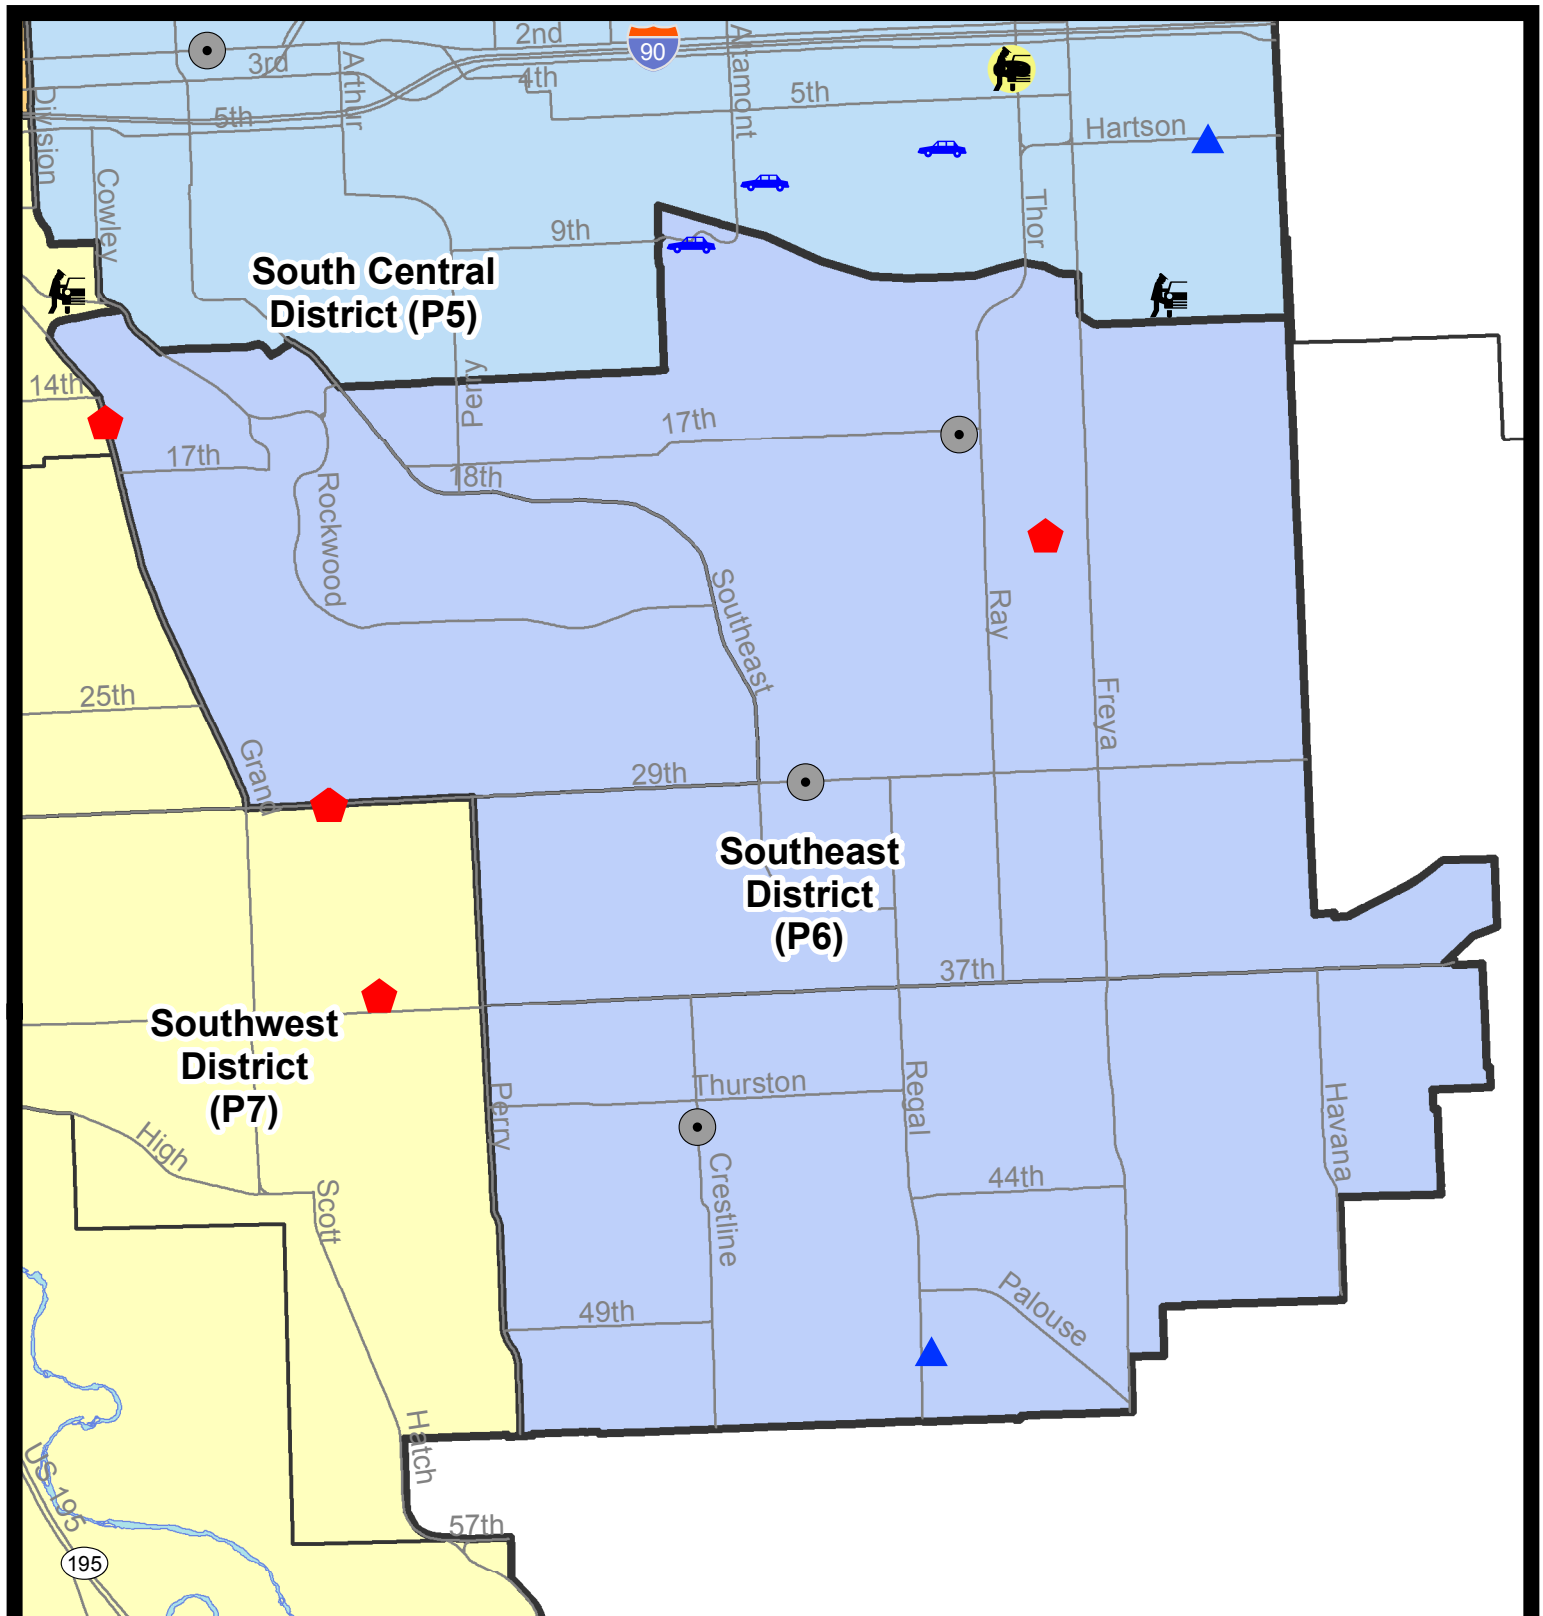 2nd
90
3rd
4th
5th
5th
Division
Arthur
Altamont
Hartson
Cowley
Thor
9th
South Central
District (P5)
Perry
14th
17th
17th
18th
Rockwood
Southeast
Ray
Freya
25th
Grand
29th
Southeast
District
(P6)
37th
Southwest
District
(P7)
Thurston
Perry
Regal
Havana
High
Scott
Crestline
44th
49th
Palouse
Hatch
US 195
57th
195